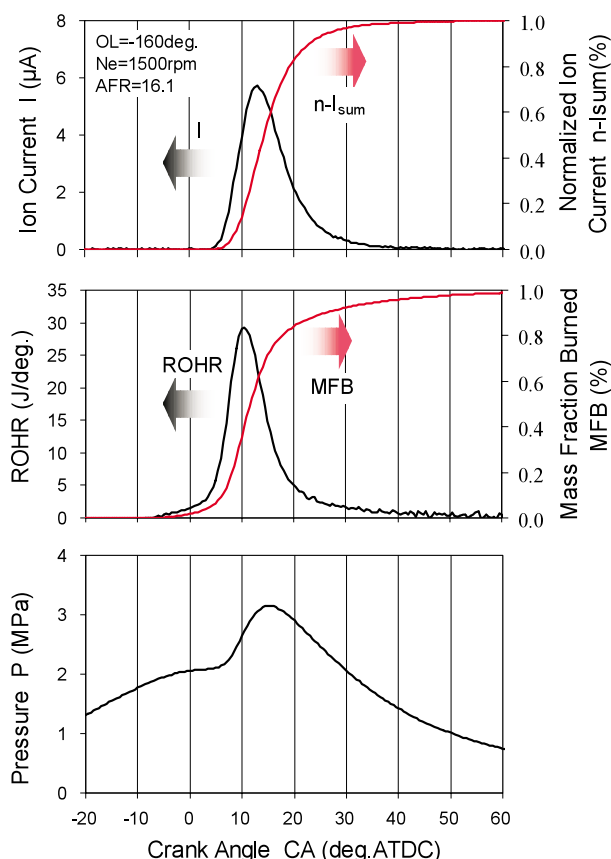 8
6
4
2
0
Ion Current I (µA)
OL=-160deg.
Ne=1500rpm
AFR=16.1
I
n-Isum
1.0
0.8
0.6
0.4
0.2
0.0
Normalized Ion
Current n-Isum(%)
35
30
25
20
15
10
5
0
ROHR (J/deg.)
ROHR
MFB
1.0
0.8
0.6
0.4
0.2
0.0
Mass Fraction Burned
MFB (%)
4
3
2
1
0
Pressure P (MPa)
-20 -10 0 10 20 30 40 50 60
Crank Angle CA (deg.ATDC)